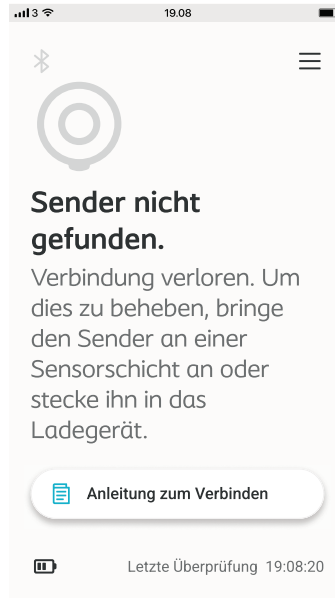 3 19.08
Sender nicht
gefunden.
Verbindung verloren. Um
dies zu beheben, bringe
den Sender an einer
Sensorschicht an oder
stecke ihn in das
Ladegerät.
Anleitung zum Verbinden
Letzte Überprüfung 19:08:20